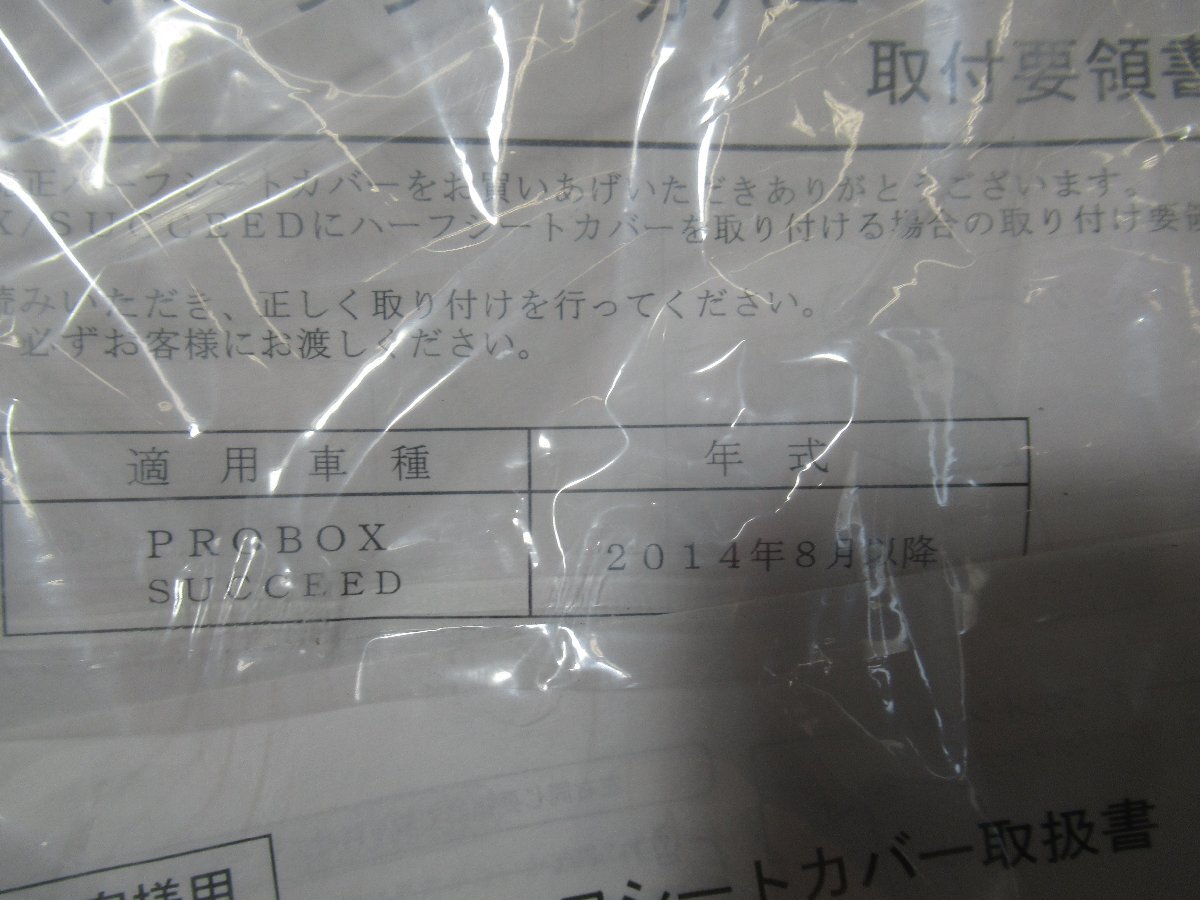 カバー
取付要領書
正ハーフシートカバーをお買いあげいただきありがとうございます。
X/SUCCEEDにハーフシートカバーを取り付ける場合の取り付け要領
読みいただき、正しく取り付けを行ってください。
必ずお客様にお渡しください。
適用車種 年式
PROBOX
SUCCEED
2014年8月以降
客様用
シートカバー取扱書